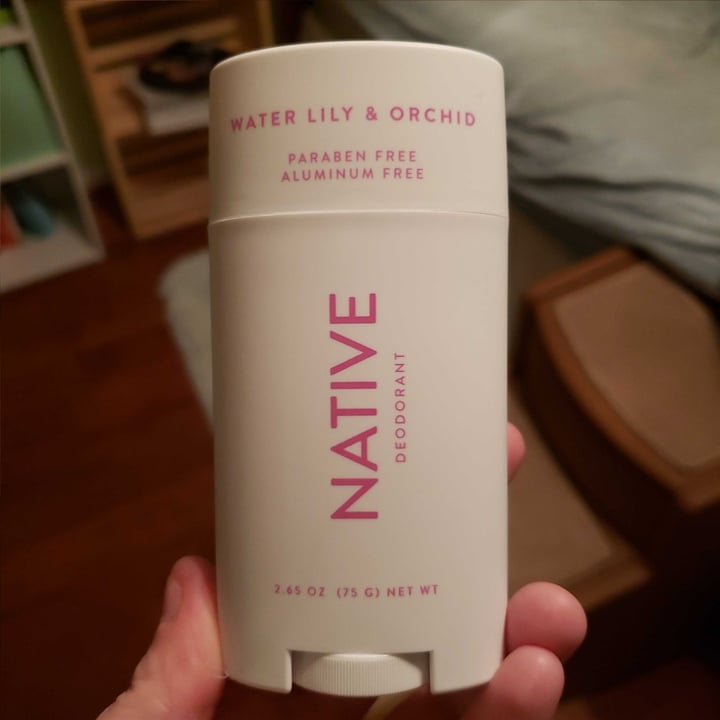 WATER LILY & ORCHID
PARABEN FREE
ALUMINUM FREE
NATIVE
DEODORANT
2.65 OZ (75 G) NET WT